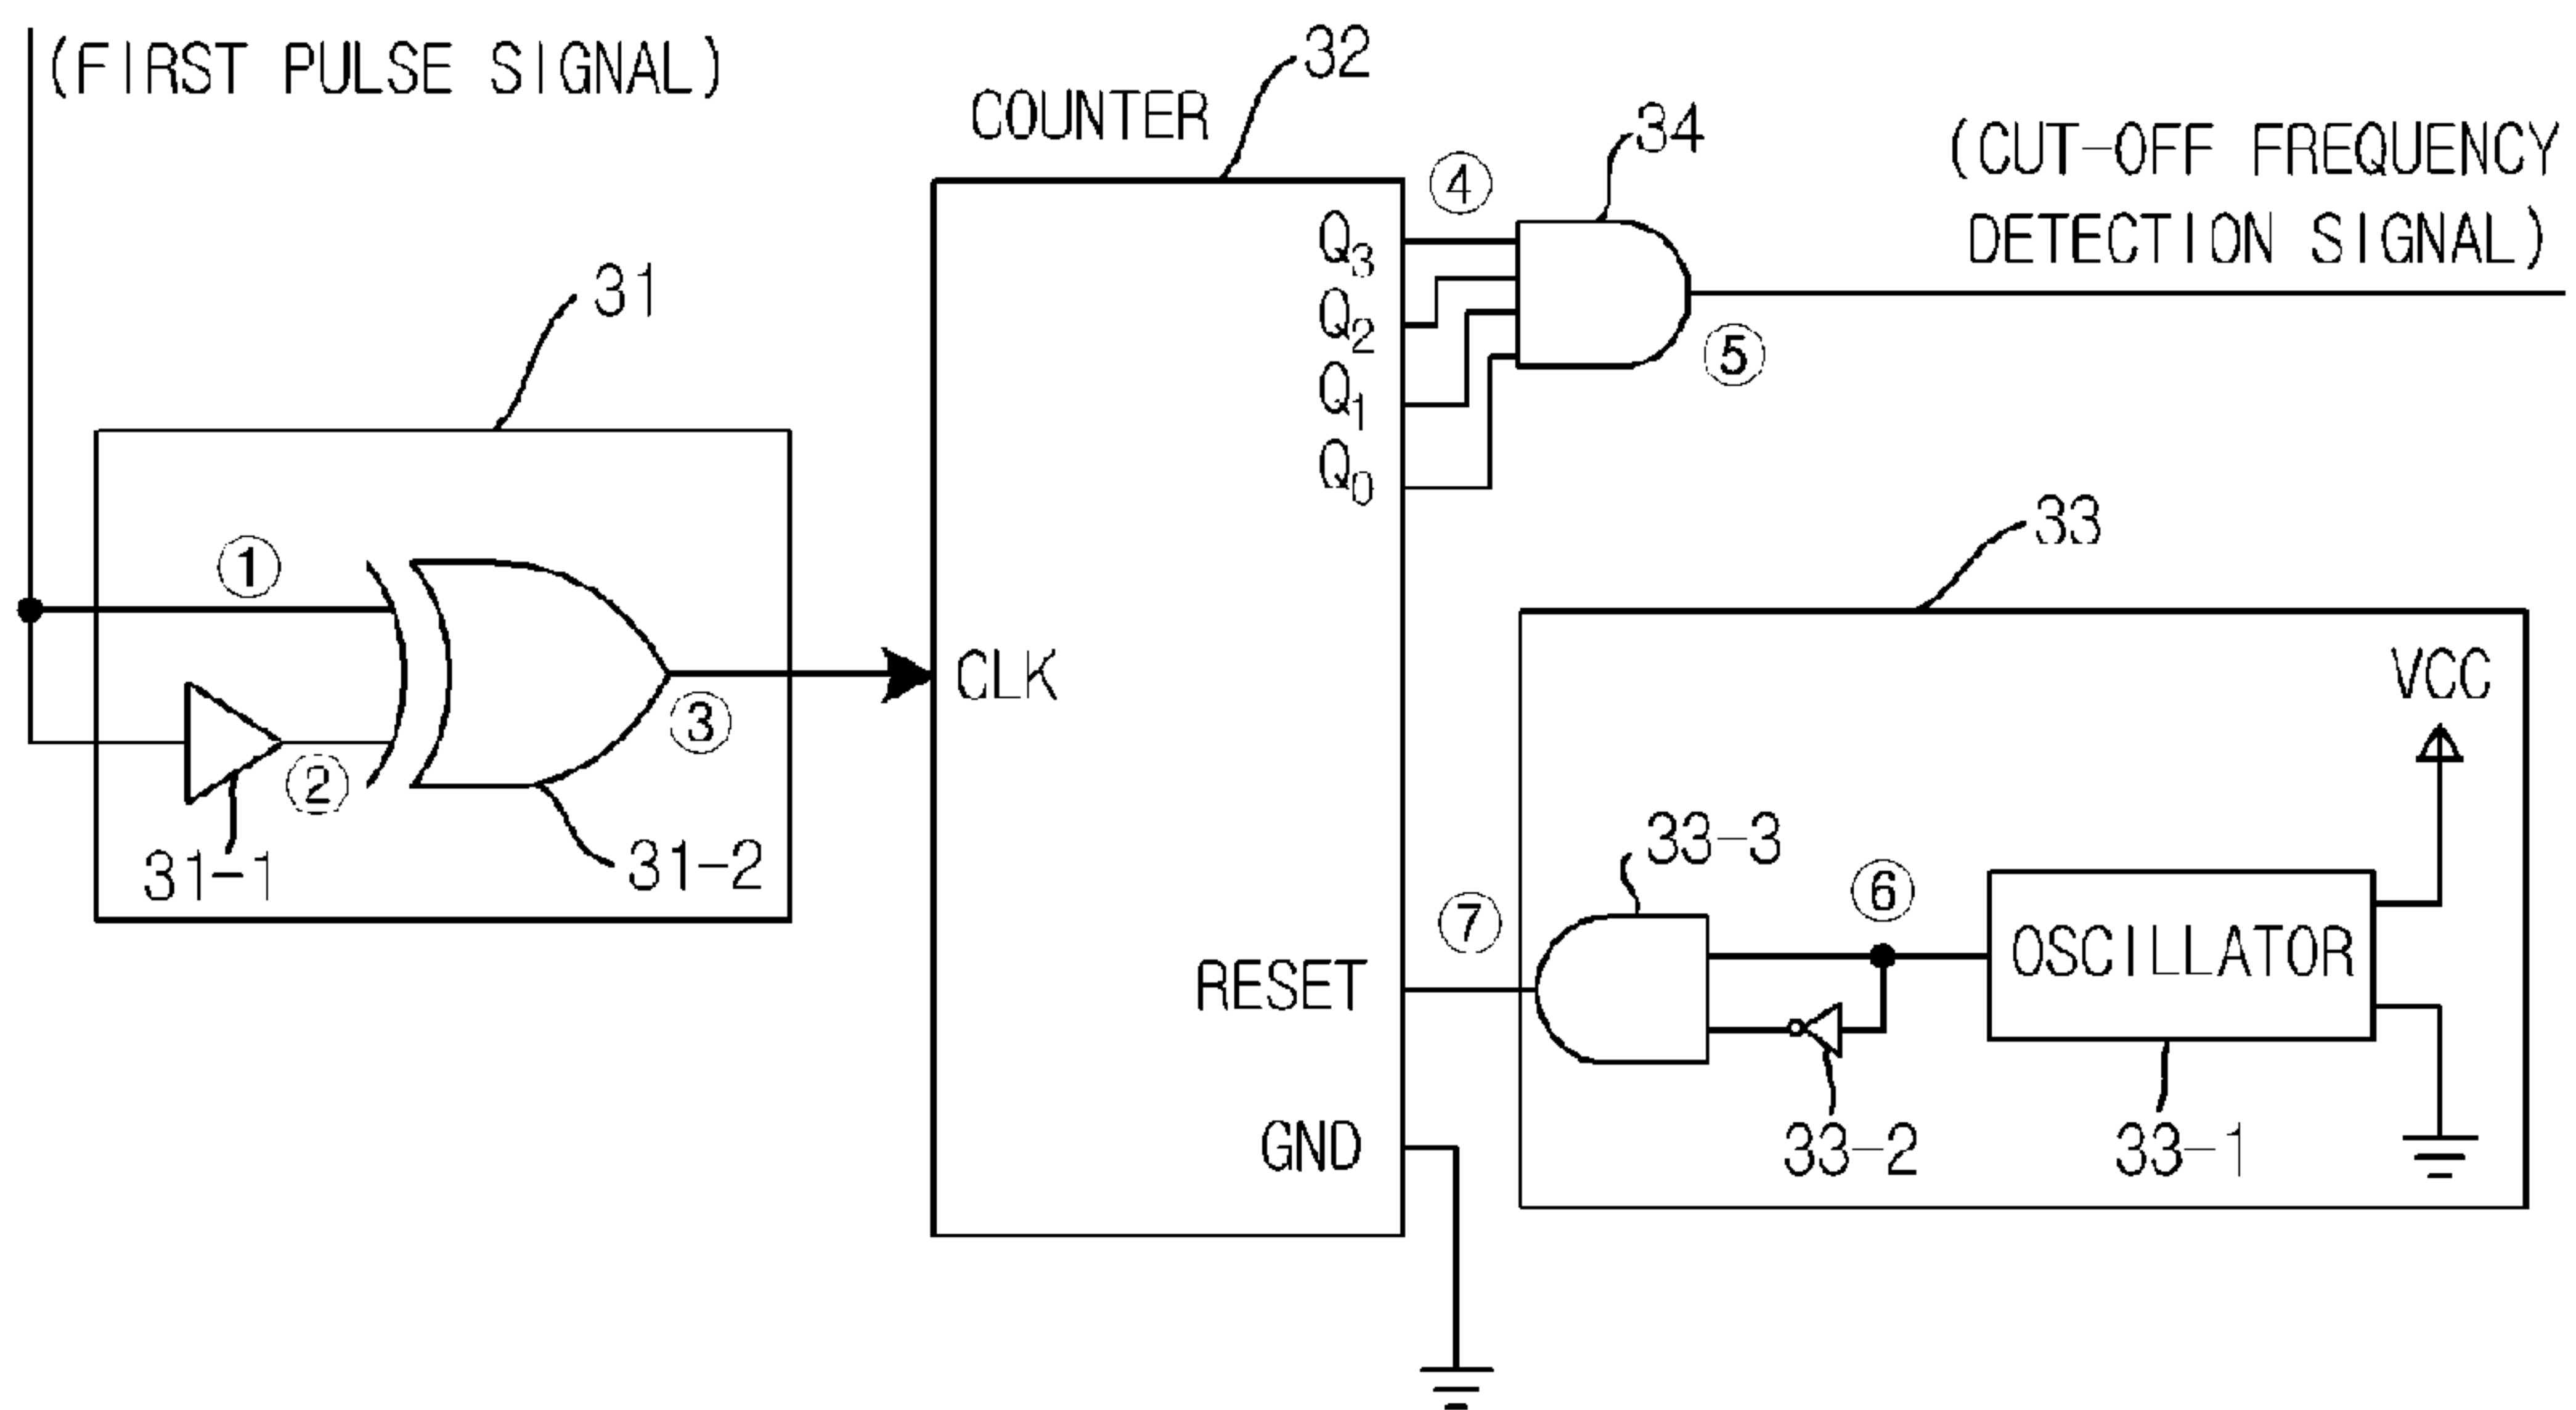 (FIRST PULSE SIGNAL)
32
COUNTER
34
(CUT-OFF FREQUENCY
DETECTION SIGNAL)
④
Q3
Q2
Q1
Q0
⑤
31
①
②
③
31-1
31-2
CLK
RESET
GND
33
VCC
33-3
⑥
⑦
OSCILLATOR
33-2
33-1